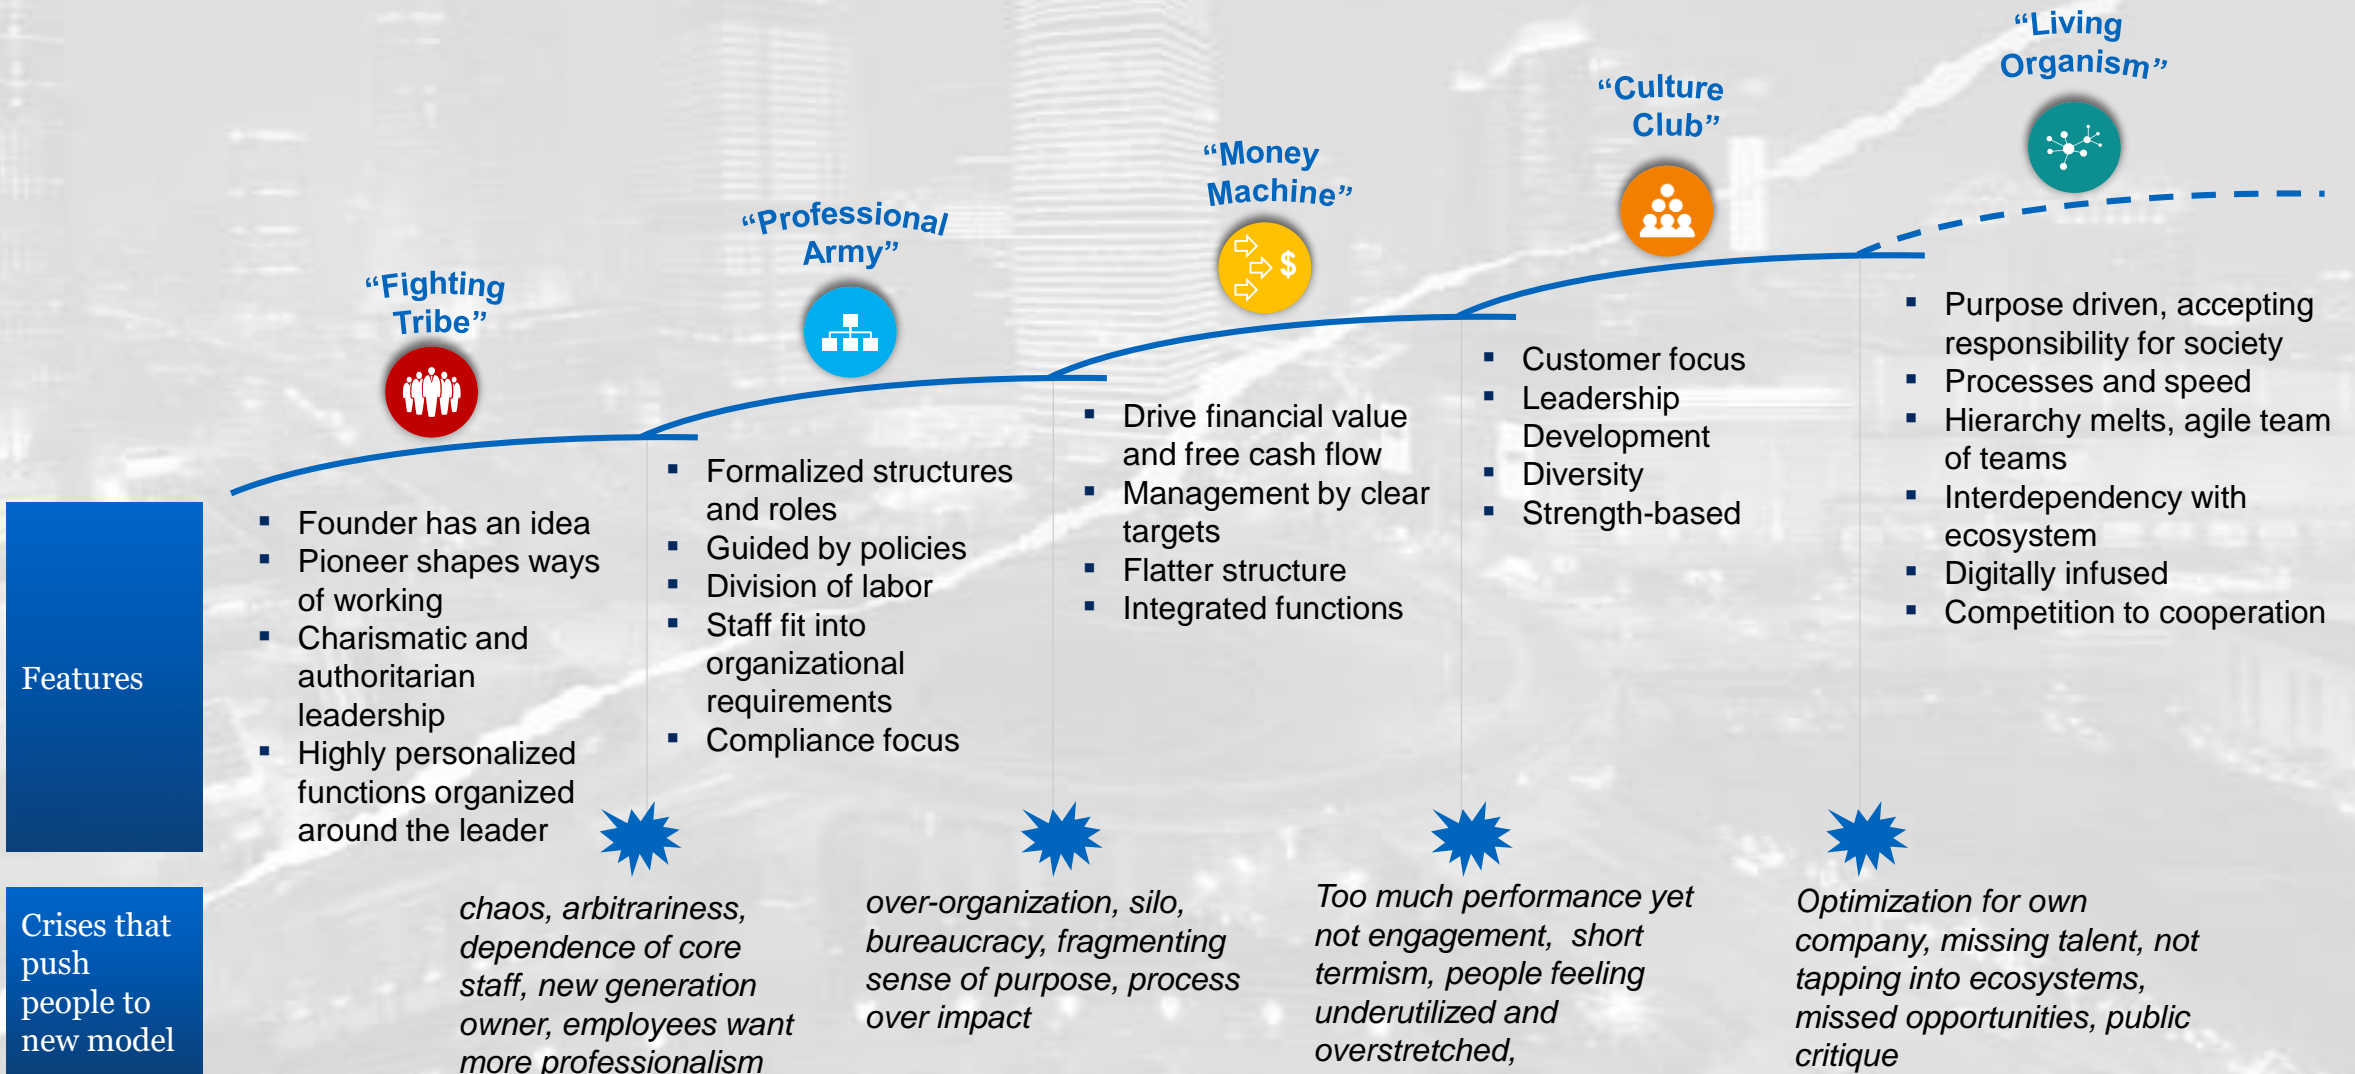 “Living
Organism”
“Culture
Club”
“Money
Machine”
$
“Professional
Army”
“Fighting
Tribe”
Features
Founder has an idea
Pioneer shapes ways
of working
Charismatic and
authoritarian
leadership
Highly personalized
functions organized
around the leader
Formalized structures
and roles
Guided by policies
Division of labor
Staff fit into
organizational
requirements
Compliance focus
Drive financial value
and free cash flow
Management by clear
targets
Flatter structure
Integrated functions
Customer focus
Leadership
Development
Diversity
Strength-based
Purpose driven, accepting
responsibility for society
Processes and speed
Hierarchy melts, agile team
of teams
Interdependency with
ecosystem
Digitally infused
Competition to cooperation
Crises that
push
people to
new model
chaos, arbitrariness,
dependence of core
staff, new generation
owner, employees want
more professionalism
over-organization, silo,
bureaucracy, fragmenting
sense of purpose, process
over impact
Too much performance yet
not engagement, short
termism, people feeling
underutilized and
overstretched,
Optimization for own
company, missing talent, not
tapping into ecosystems,
missed opportunities, public
critique